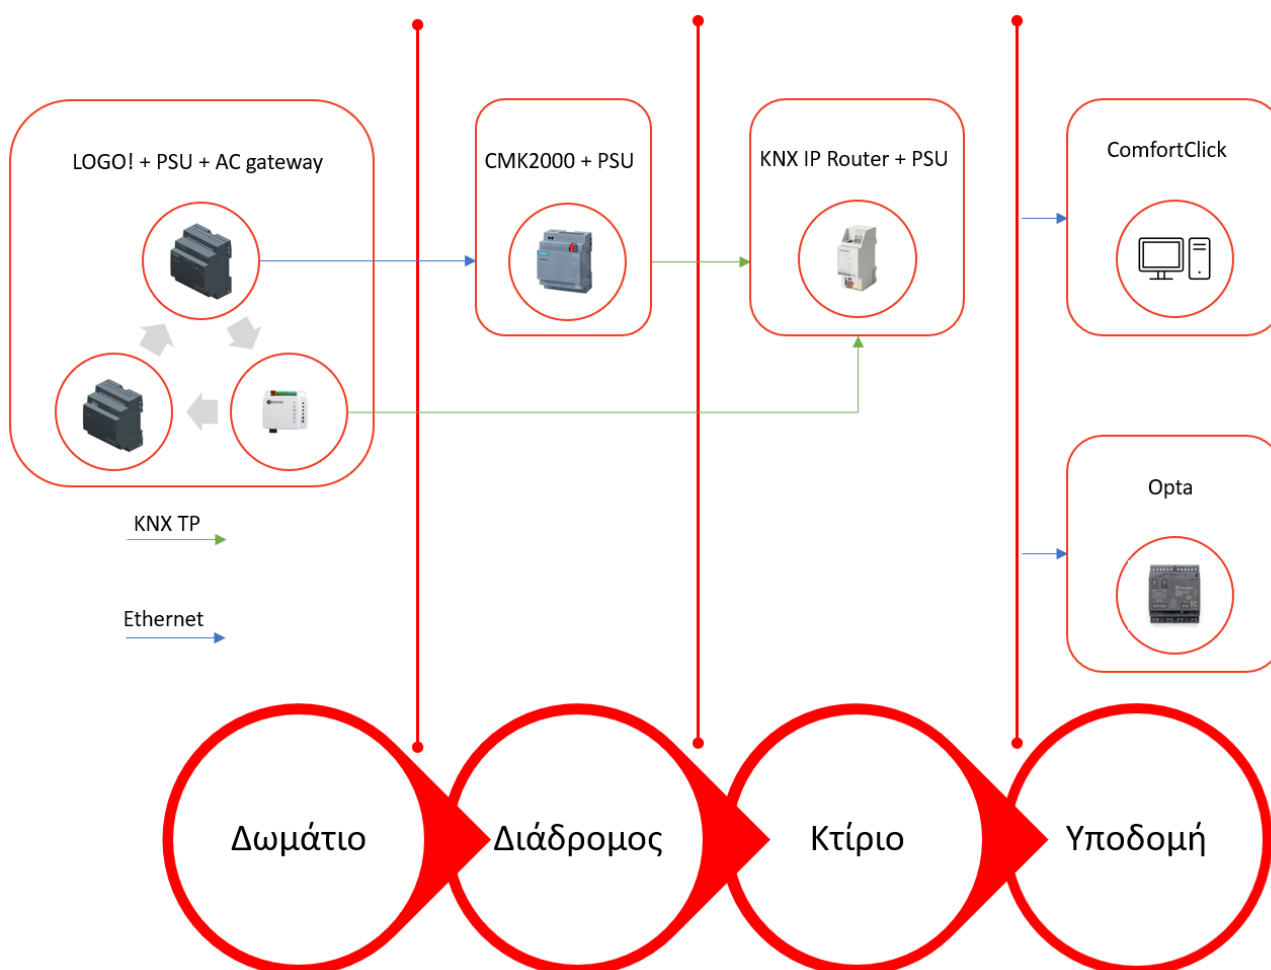 LOGO! + PSU + AC gateway
CMK2000 + PSU
KNX IP Router + PSU
ComfortClick
Opta
KNX TP
Ethernet
Δωμάτιο
Διάδρομος
Κτίριο
Υποδομή